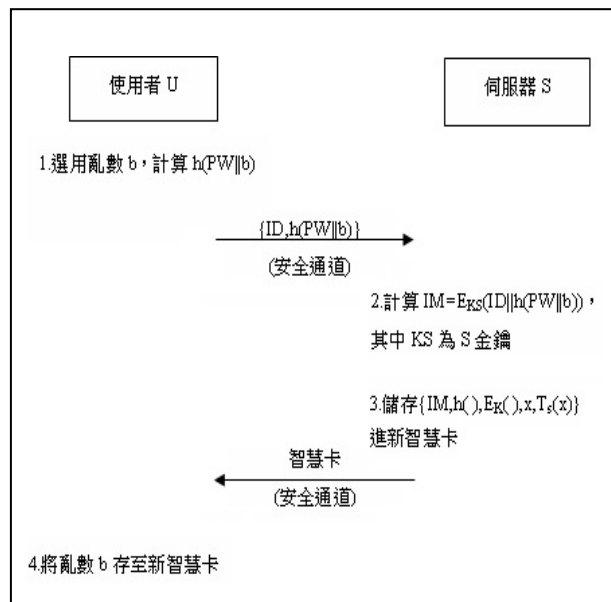 使用者 U
伺服器 S
1.選用亂數 b，計算 h(PW||b)
{ID,h(PW||b)}
(安全通道)
2.計算 IM=EKS(ID||h(PW||b))，
其中 KS 為 S 金鑰
3.儲存{IM,h( ),EK( ),x,Ts(x)}
進新智慧卡
智慧卡
(安全通道)
4.將亂數 b 存至新智慧卡